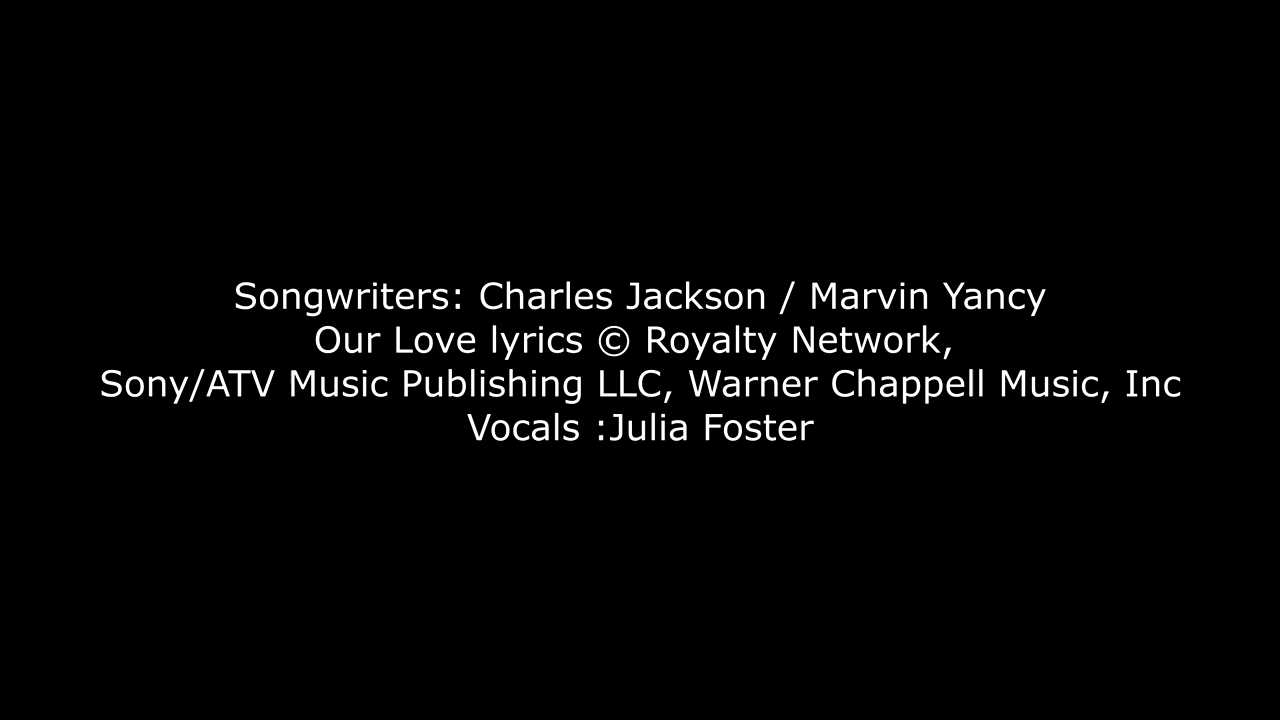 Songwriters: Charles Jackson / Marvin Yancy
Our Love lyrics © Royalty Network,
Sony/ATV Music Publishing LLC, Warner Chappell Music, Inc
Vocals :Julia Foster